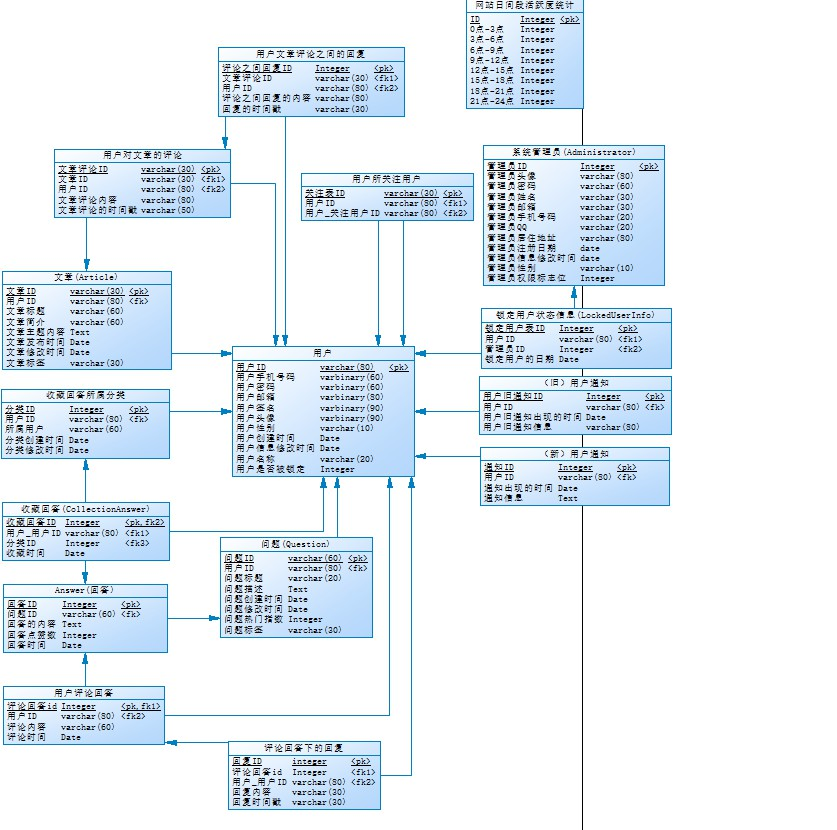 网站日间段活跃度统计
ID Integer <pk>
0点-3点 Integer
3点-6点 Integer
6点-9点 Integer
9点-12点 Integer
12点-15点 Integer
15点-18点 Integer
18点-21点 Integer
21点-24点 Integer
用户文章评论之间的回复
评论之间回复ID Integer <pk>
文章评论ID varchar(30) <fk1>
用户ID varchar(80) <fk2>
评论之间回复的内容 varchar(80)
回复的时间戳 varchar(30)
用户对文章的评论
文章评论ID varchar(30) <pk>
文章ID varchar(30) <fk1>
用户ID varchar(80) <fk2>
文章评论内容 varchar(80)
文章评论的时间戳 varchar(50)
用户所关注用户
关注表ID varchar(30) <pk>
用户ID varchar(80) <fk1>
用户_关注用户ID varchar(80) <fk2>
系统管理员(Administrator)
管理员ID Integer <pk>
管理员头像 varchar(80)
管理员密码 varchar(60)
管理员姓名 varchar(30)
管理员邮箱 varchar(30)
管理员手机号码 varchar(20)
管理员QQ varchar(20)
管理员居住地址 varchar(80)
管理员注册日期 date
管理员信息修改时间 date
管理员性别 varchar(10)
管理员权限标志位 Integer
文章(Article)
文章ID varchar(30) <pk>
用户ID varchar(80) <fk>
文章标题 varchar(60)
文章简介 varchar(60)
文章主题内容 Text
文章发布时间 Date
文章修改时间 Date
文章标签 varchar(30)
锁定用户状态信息(LockedUserInfo)
锁定用户表ID Integer <pk>
用户ID varchar(80) <fk1>
管理员ID Integer <fk2>
锁定用户的日期 Date
用户
用户ID varchar(80) <pk>
用户手机号码 varbinary(60)
用户密码 varbinary(60)
用户邮箱 varbinary(80)
用户签名 varbinary(90)
用户头像 varbinary(90)
用户性别 varchar(10)
用户创建时间 Date
用户信息修改时间 Date
用户名称 varchar(20)
用户是否被锁定 Integer
收藏回答所属分类
分类ID Integer <pk>
用户ID varchar(80) <fk>
所属用户 varchar(60)
分类创建时间 Date
分类修改时间 Date
（旧）用户通知
用户旧通知ID Integer <pk>
用户ID varchar(80) <fk>
用户旧通知出现的时间 Date
用户旧通知信息 varchar(80)
（新）用户通知
通知ID Integer <pk>
用户ID varchar(80) <fk>
通知出现的时间 Date
通知信息 Text
收藏回答(CollectionAnswer)
收藏回答ID Integer <pk,fk2>
用户_用户ID varchar(80) <fk1>
分类ID Integer <fk3>
收藏时间 Date
问题(Question)
问题ID varchar(60) <pk>
用户ID varchar(80) <fk>
问题标题 varchar(20)
问题描述 Text
问题创建时间 Date
问题修改时间 Date
问题热门指数 Integer
问题标签 varchar(30)
Answer(回答)
回答ID Integer <pk>
问题ID varchar(60) <fk>
回答的内容 Text
回答点赞数 Integer
回答时间 Date
用户评论回答
评论回答id Integer <pk,fk1>
用户ID varchar(80) <fk2>
评论内容 varchar(60)
评论时间 Date
评论回答下的回复
回复ID integer <pk>
评论回答id Integer <fk1>
用户_用户ID varchar(80) <fk2>
回复内容 varchar(30)
回复时间戳 varchar(30)